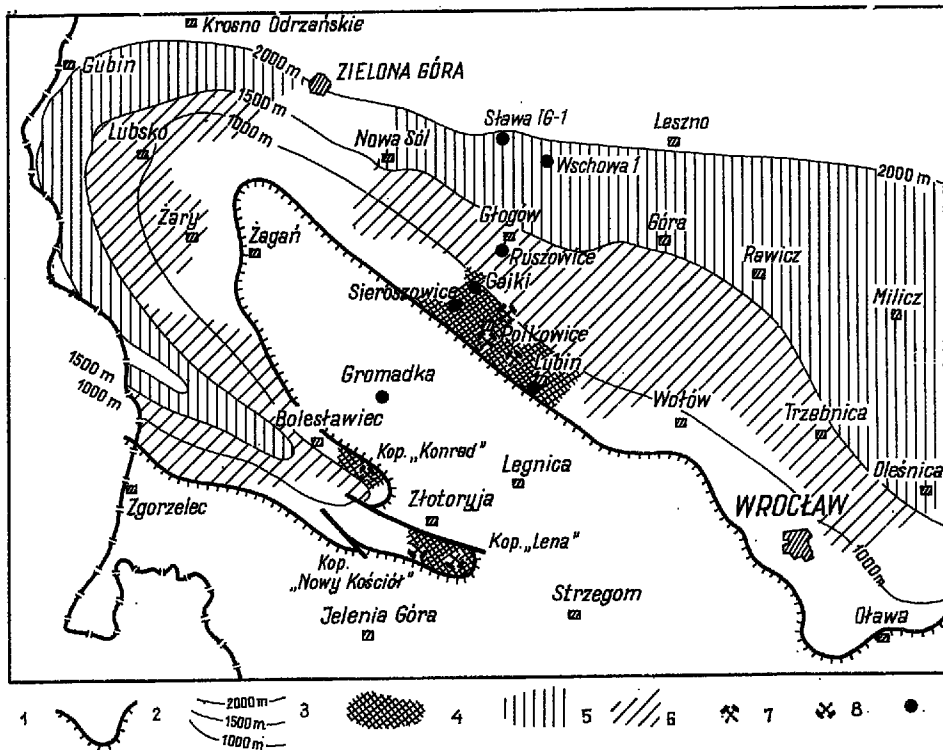 Krosno Odrzańskie
Gubin
2000 m
ZIELONA GÓRA
1500 m
1000 m
Sława IG-1
Leszno
Lubsko
Nowa Sól
Wschowa 1
2000 m
Żary
Żagań
Głogów
Ruszowice
Góra
Rawicz
Gajki
Sieroszowice
Milicz
Polkowice
Lubin
1500 m
1000 m
Gromadka
Wołów
Trzebnica
Bolesławiec
Kop. „Konrad”
Legnica
Oleśnica
Zgorzelec
Złotoryja
WROCŁAW
Kop. „Lena”
1000 m
Kop.
„Nowy Kościół”
Strzegom
Jelenia Góra
Oława
1 2 2000 m 3 4 5 6 7 8
1500 m
1000 m